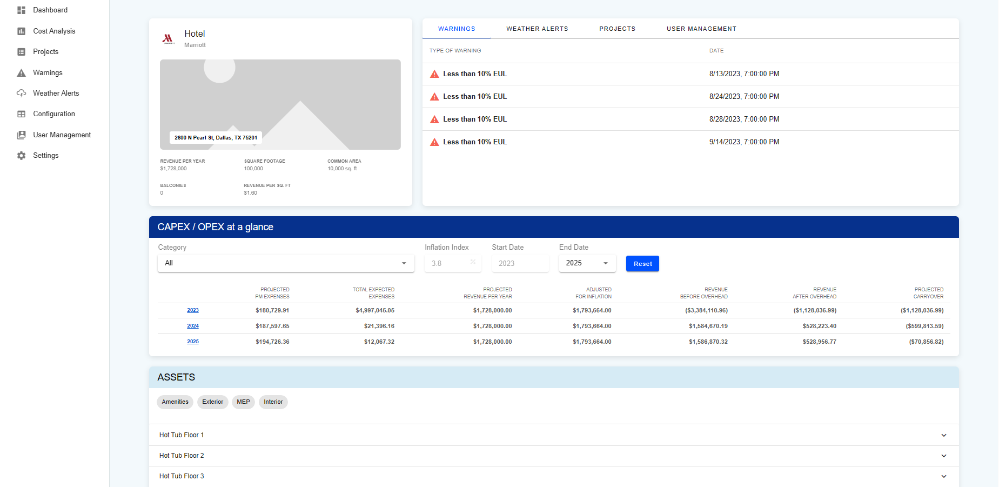 Dashboard
Cost Analysis
Projects
Warnings
Weather Alerts
Configuration
User Management
Settings
Hotel
Marriott
MARRIOTT
2600 N Pearl St, Dallas, TX 75201
REVENUE PER YEAR SQUARE FOOTAGE COMMON AREA
$1,728,000 100,000 10,000 sq. ft
BALCONIES REVENUE PER SQ. FT
0 $1.60
WARNINGS WEATHER ALERTS PROJECTS USER MANAGEMENT
TYPE OF WARNING DATE
Less than 10% EUL 8/13/2023, 7:00:00 PM
Less than 10% EUL 8/24/2023, 7:00:00 PM
Less than 10% EUL 8/28/2023, 7:00:00 PM
Less than 10% EUL 9/14/2023, 7:00:00 PM
CAPEX / OPEX at a glance
Category Inflation Index Start Date End Date
All 3.8 % 2023 2025 Reset
PROJECTED TOTAL EXPECTED PROJECTED ADJUSTED REVENUE REVENUE PROJECTED
PM EXPENSES EXPENSES REVENUE PER YEAR FOR INFLATION BEFORE OVERHEAD AFTER OVERHEAD CARRYOVER
2023 $180,729.91 $4,997,045.05 $1,728,000.00 $1,793,664.00 ($3,384,110.96) ($1,128,036.99) ($1,128,036.99)
2024 $187,597.65 $21,396.16 $1,728,000.00 $1,793,664.00 $1,584,670.19 $528,223.40 ($599,813.59)
2025 $194,726.36 $12,067.32 $1,728,000.00 $1,793,664.00 $1,586,870.32 $528,956.77 ($70,856.82)
ASSETS
Amenities Exterior MEP Interior
Hot Tub Floor 1
Hot Tub Floor 2
Hot Tub Floor 3